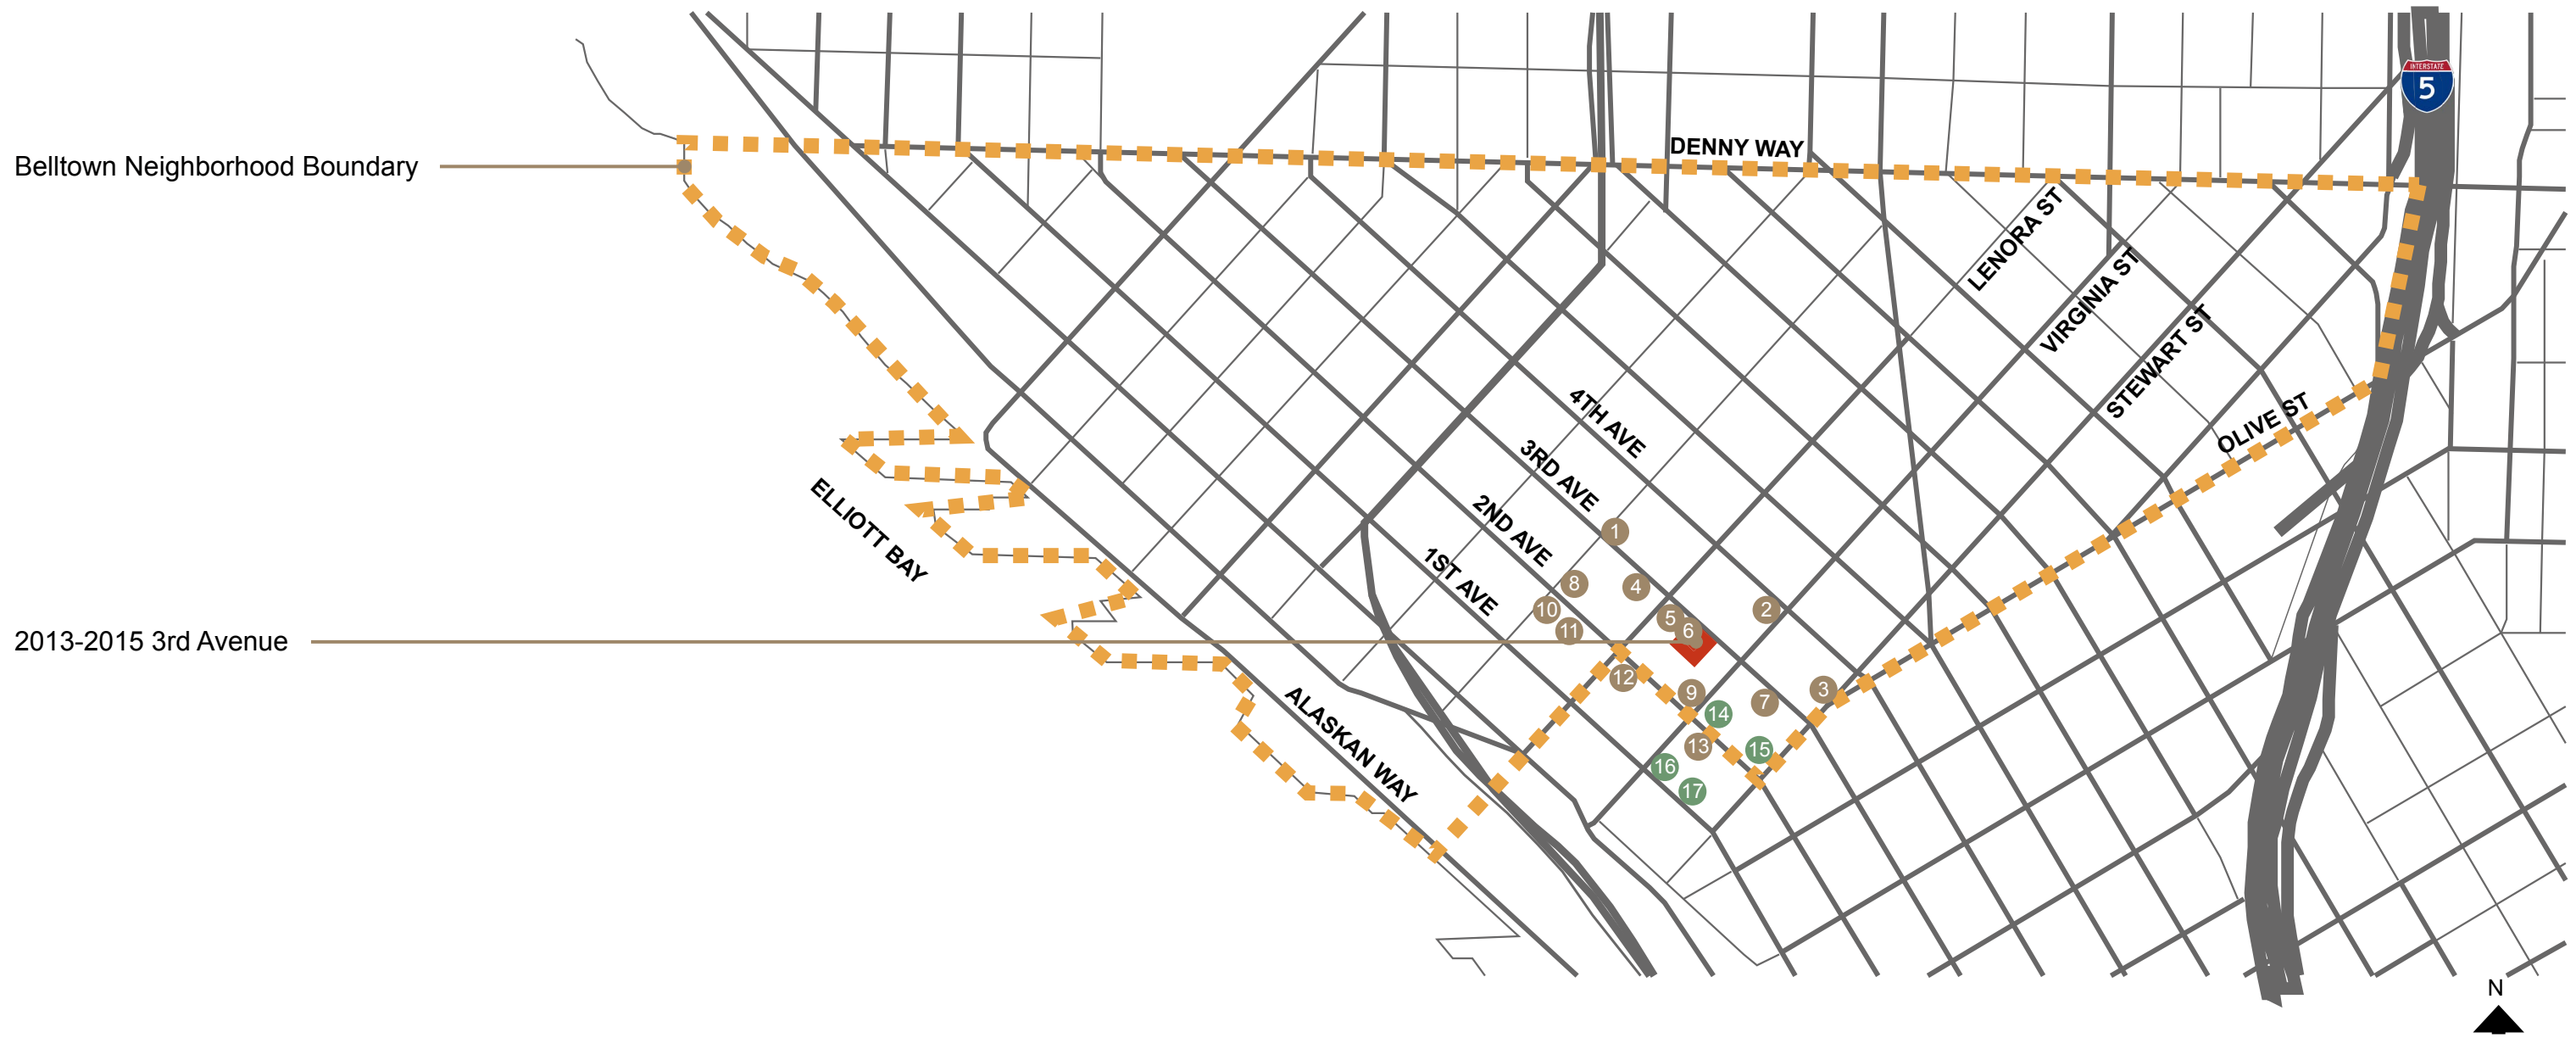 INTERSTATE
5
DENNY WAY
Belltown Neighborhood Boundary
LENORA ST
VIRGINIA ST
STEWART ST
OLIVE ST
4TH AVE
3RD AVE
2ND AVE
1ST AVE
ELLIOTT BAY
ALASKAN WAY
2013-2015 3rd Avenue
1
8
4
10
5
2
11
6
12
9
7
3
14
13
15
16
17
N